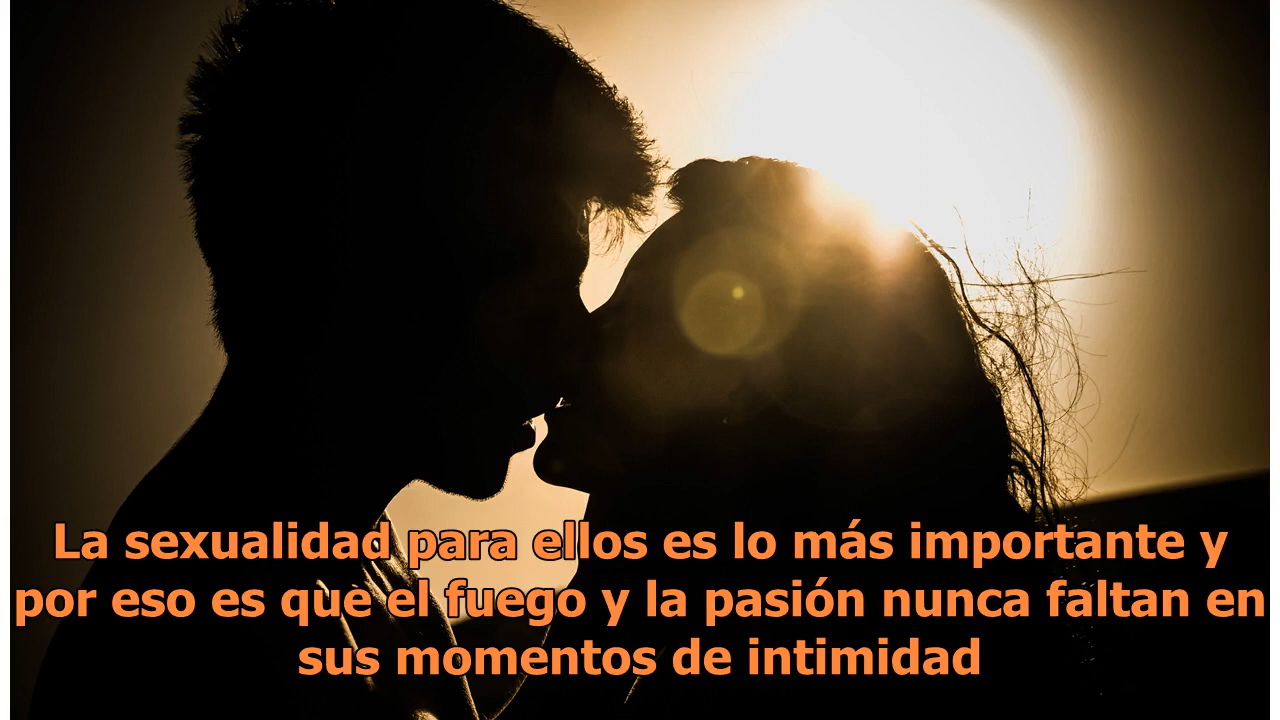 La sexualidad para ellos es lo más importante y
por eso es que el fuego y la pasión nunca faltan en
sus momentos de intimidad